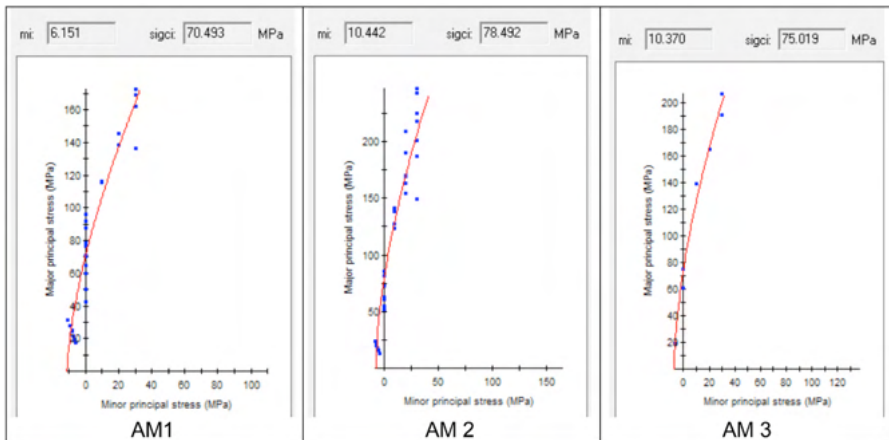 mi: 6.151 sigci: 70.493 MPa
Major principal stress (MPa)
160
140
120
100
80
60
40
20
0 20 40 60 80 100
Minor principal stress (MPa)
AM1
mi: 10.442 sigci: 78.492 MPa
Major principal stress (MPa)
200
150
100
50
0 50 100 150
Minor principal stress (MPa)
AM 2
mi: 10.370 sigci: 75.019 MPa
Major principal stress (MPa)
200
180
160
140
120
100
80
60
40
20
0 20 40 60 80 100 120
Minor principal stress (MPa)
AM 3